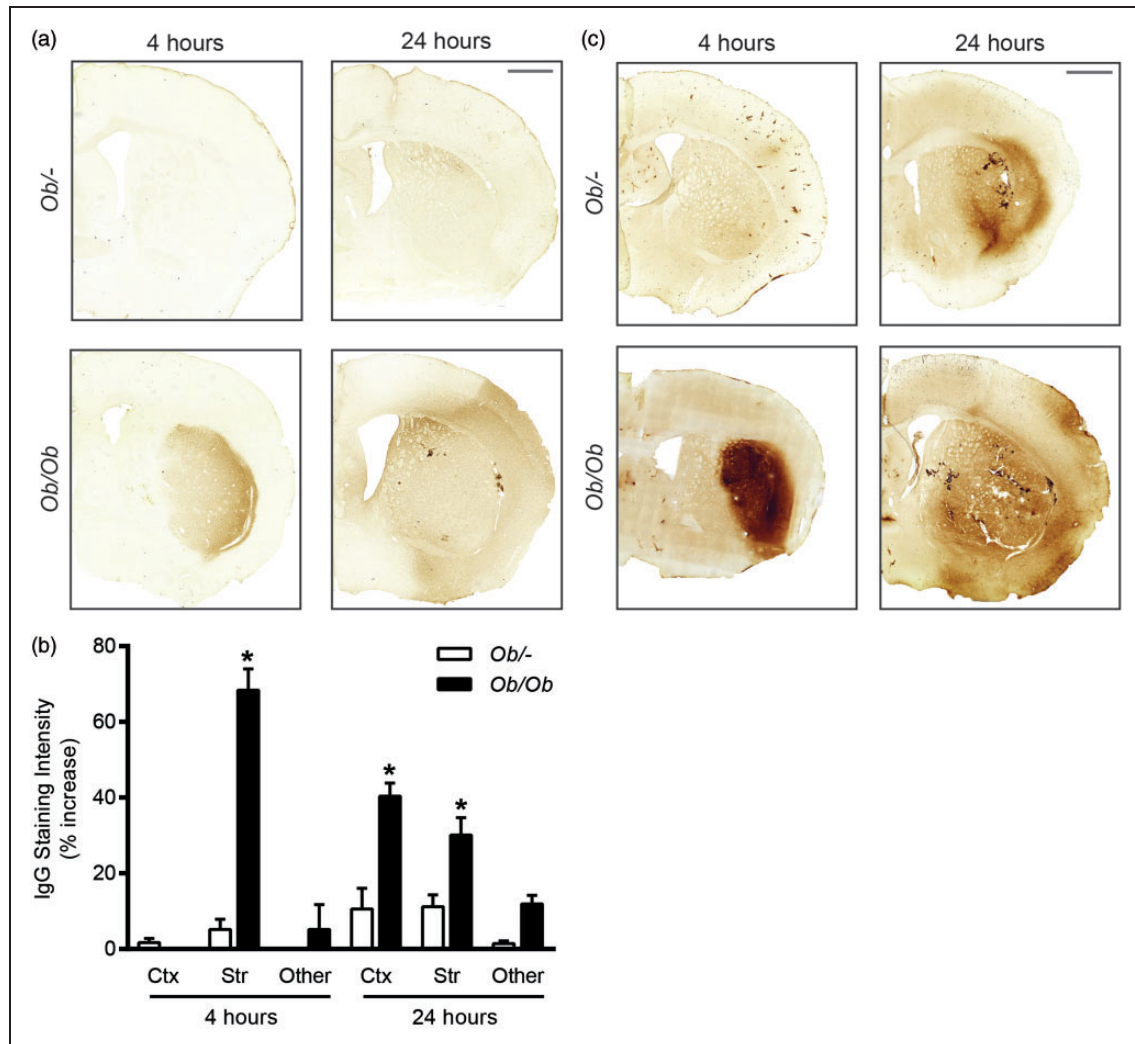 (a)
4 hours
24 hours
Ob/-
Ob/Ob
(c)
4 hours
24 hours
Ob/-
Ob/Ob
(b)
80
60
40
20
0
IgG Staining Intensity
(% increase)
*
*
*
Ob/-
Ob/Ob
Ctx Str Other Ctx Str Other
4 hours 24 hours